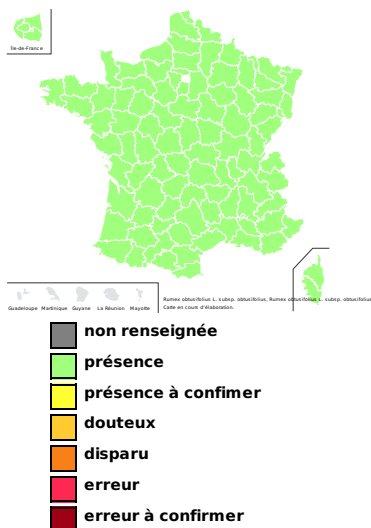 Île-de-France
Guadeloupe Martinique Guyane La Réunion Mayotte
Rumex obtusifolius L. subsp. obtusifolius, Rumex obtusifolius L. subsp. obtusifolius
Carte en cours d'élaboration.
non renseignée
présence
présence à confimer
douteux
disparu
erreur
erreur à confirmer